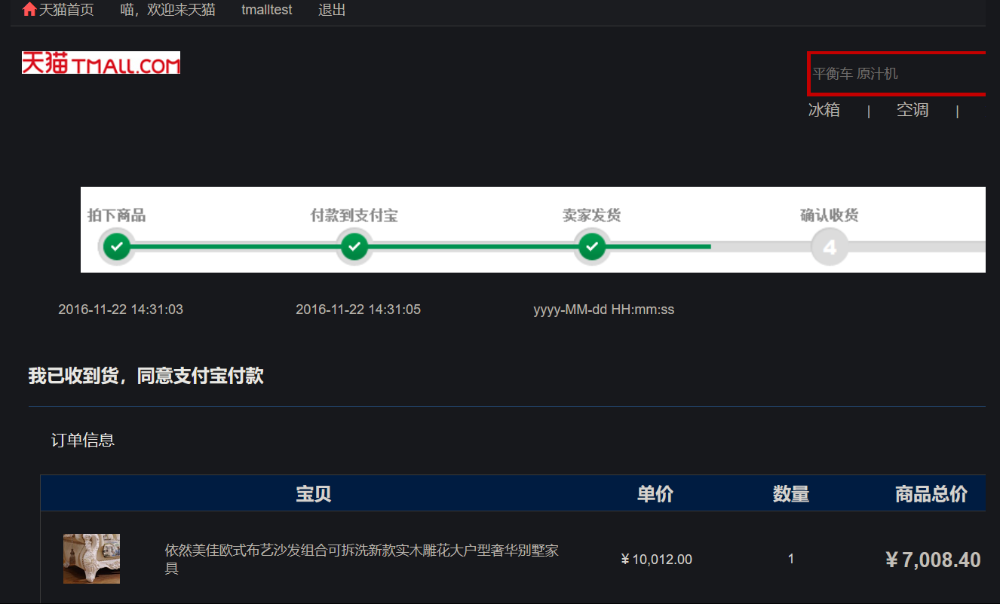 天猫首页 喵，欢迎来天猫 tmalltest 退出
天猫 TMALL.COM
平衡车 原汁机
冰箱 | 空调 |
拍下商品 付款到支付宝 卖家发货 确认收货
4
2016-11-22 14:31:03 2016-11-22 14:31:05 yyyy-MM-dd HH:mm:ss
我已收到货，同意支付宝付款
订单信息
宝贝 单价 数量 商品总价
依然美佳欧式布艺沙发组合可拆洗新款实木雕花大户型奢华别墅家
具
￥10,012.00 1 ￥7,008.40